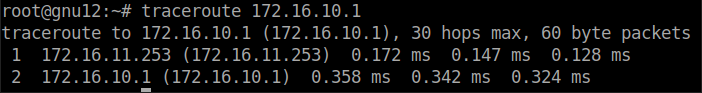 root@gnu12:~# traceroute 172.16.10.1
traceroute to 172.16.10.1 (172.16.10.1), 30 hops max, 60 byte packets
 1  172.16.11.253 (172.16.11.253)  0.172 ms  0.147 ms  0.128 ms
 2  172.16.10.1 (172.16.10.1)  0.358 ms  0.342 ms  0.324 ms